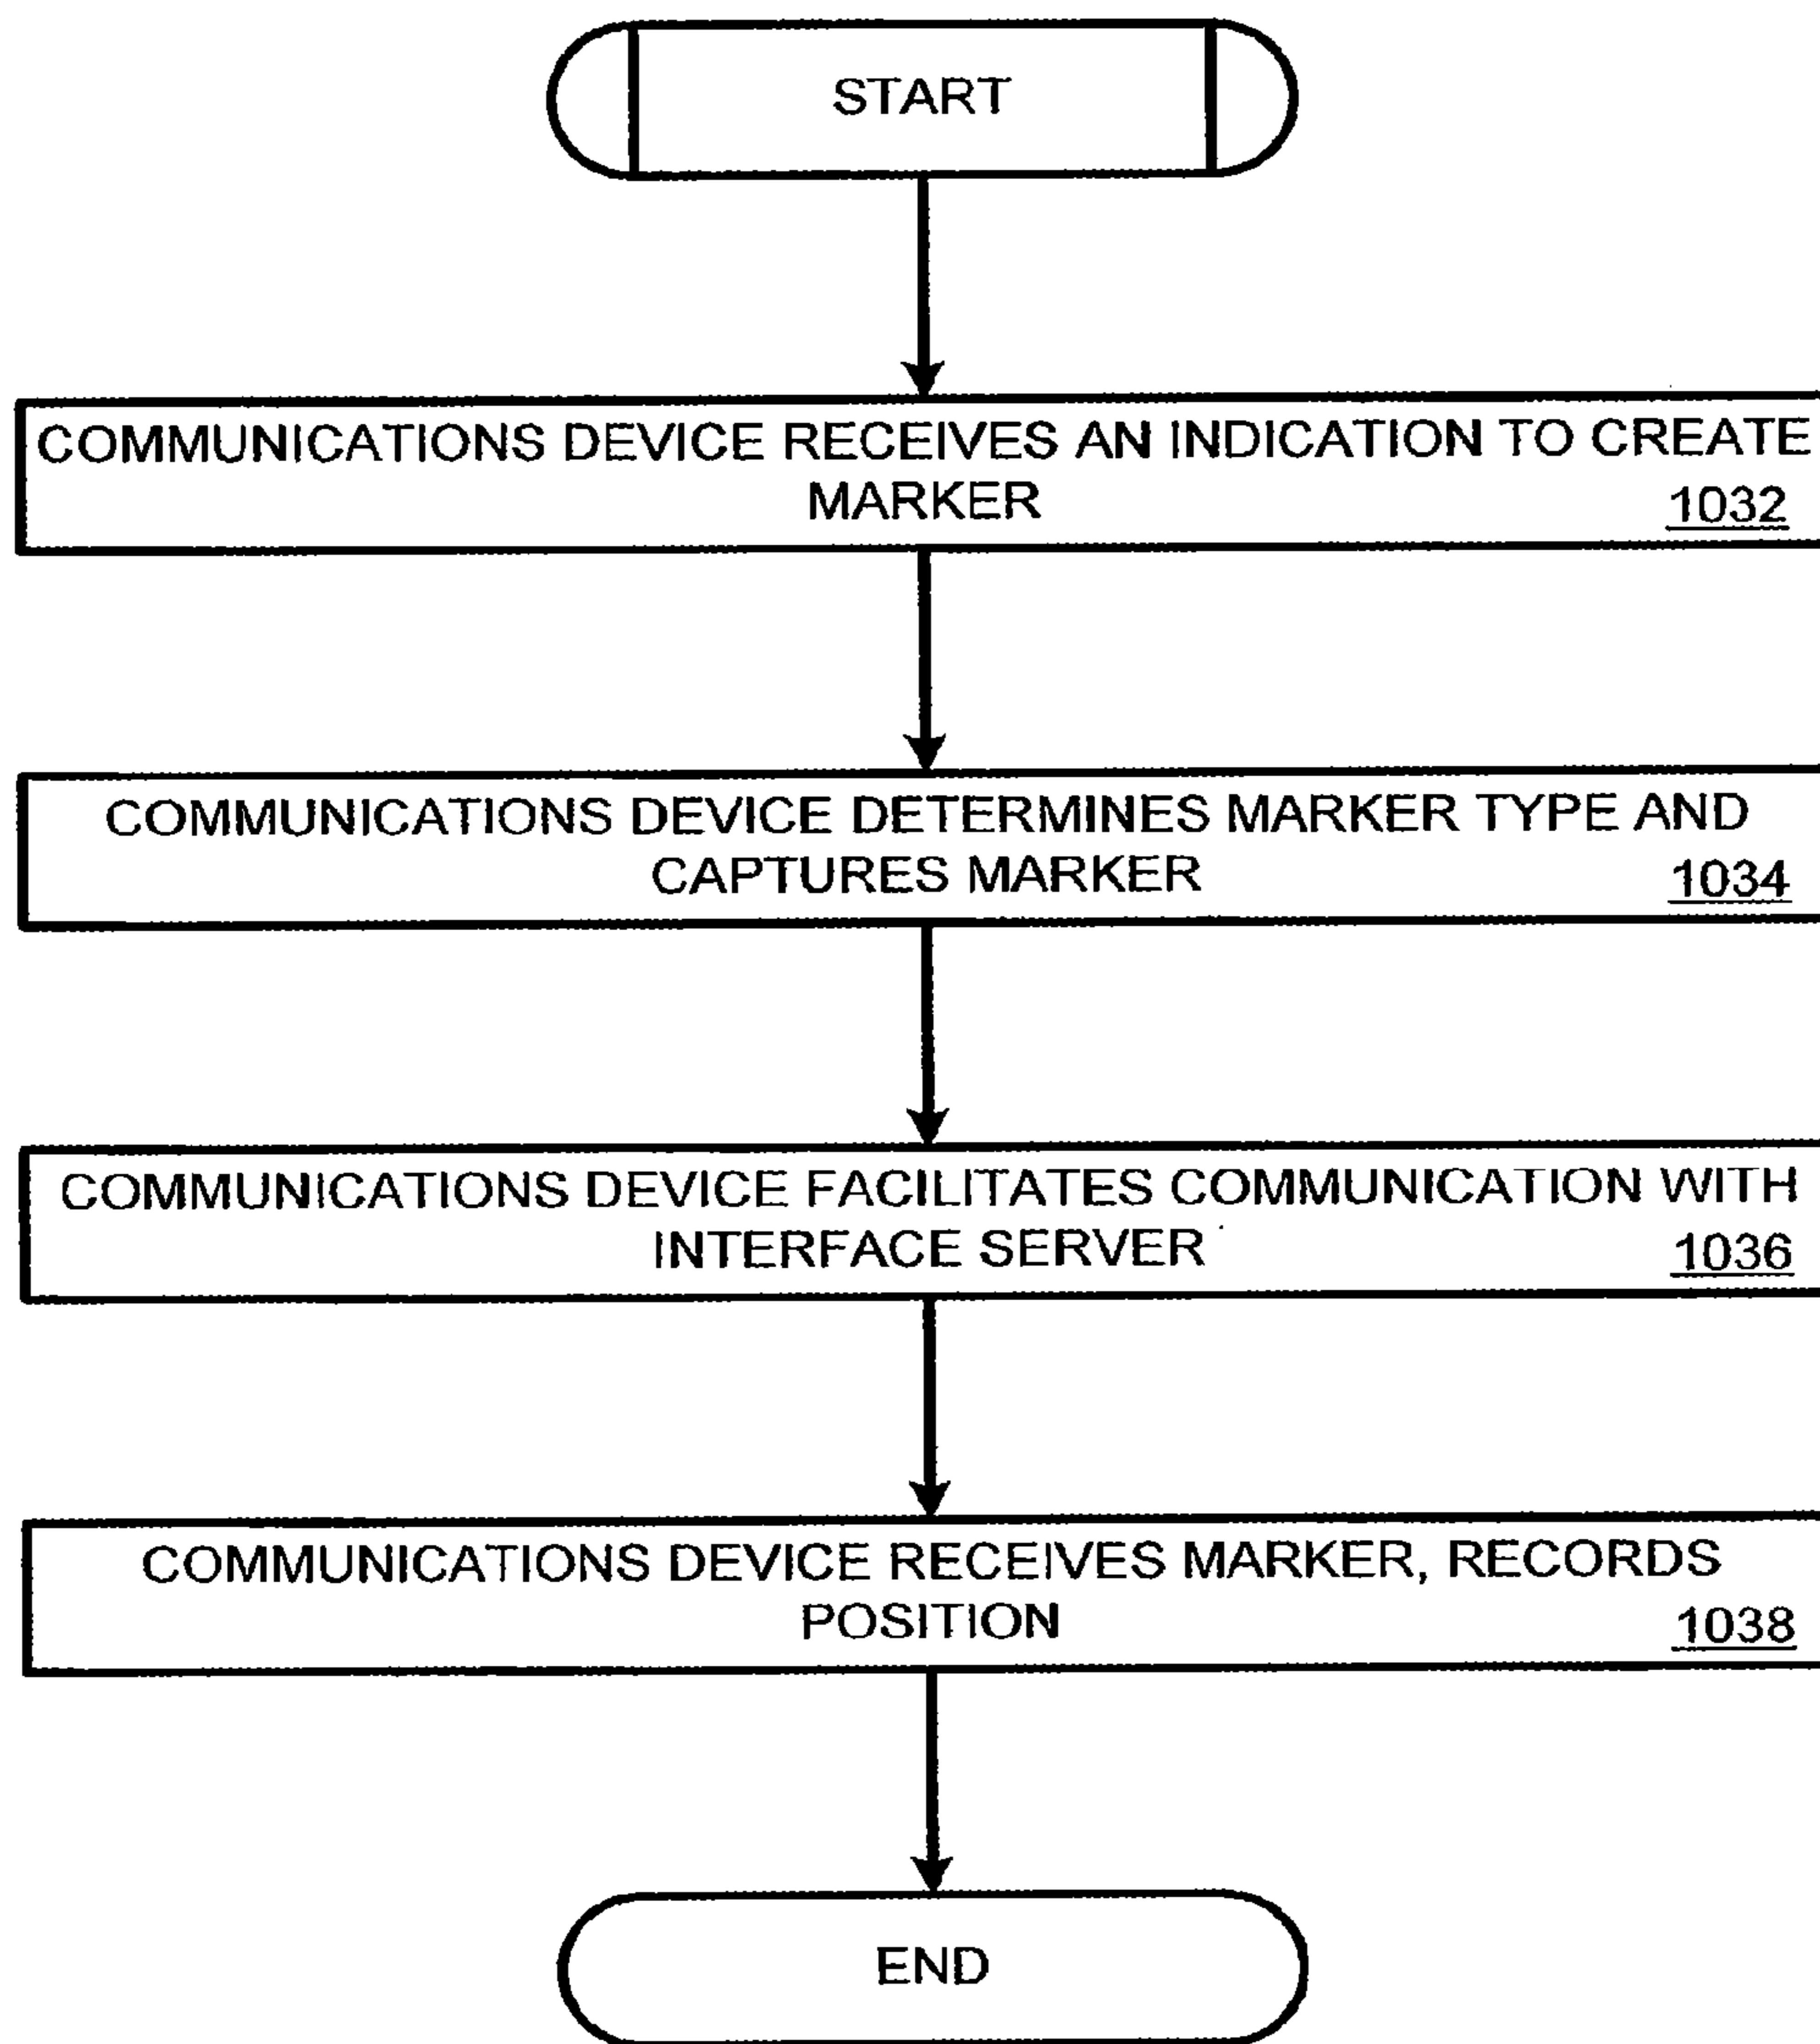 START
COMMUNICATIONS DEVICE RECEIVES AN INDICATION TO CREATE
MARKER
1032
COMMUNICATIONS DEVICE DETERMINES MARKER TYPE AND
CAPTURES MARKER
1034
COMMUNICATIONS DEVICE FACILITATES COMMUNICATION WITH
INTERFACE SERVER
1036
COMMUNICATIONS DEVICE RECEIVES MARKER, RECORDS
POSITION
1038
END